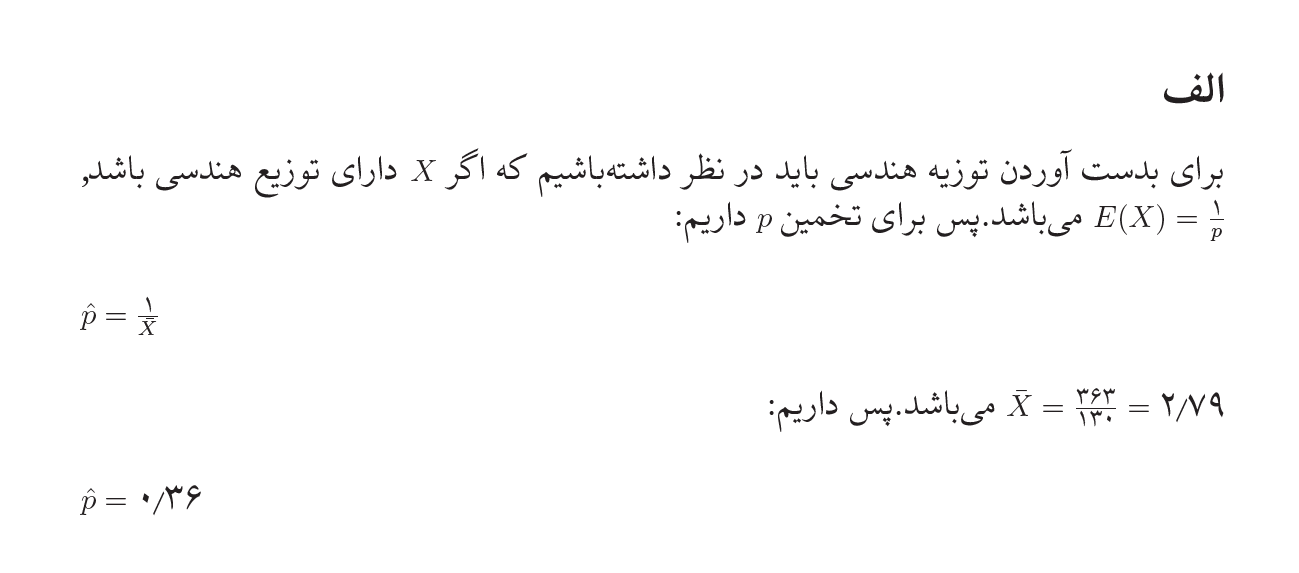 الف
برای بدست آوردن توزیه هندسی باید در نظر داشته‌باشیم که اگر X دارای توزیع هندسی باشد,
E(X) = ۱/p می‌باشد.پس برای تخمین p داریم:
p̂ = ۱/X̄
X̄ = ۳۶۳/۱۳۰ = ۲/۷۹ می‌باشد.پس داریم:
p̂ = ۰/۳۶